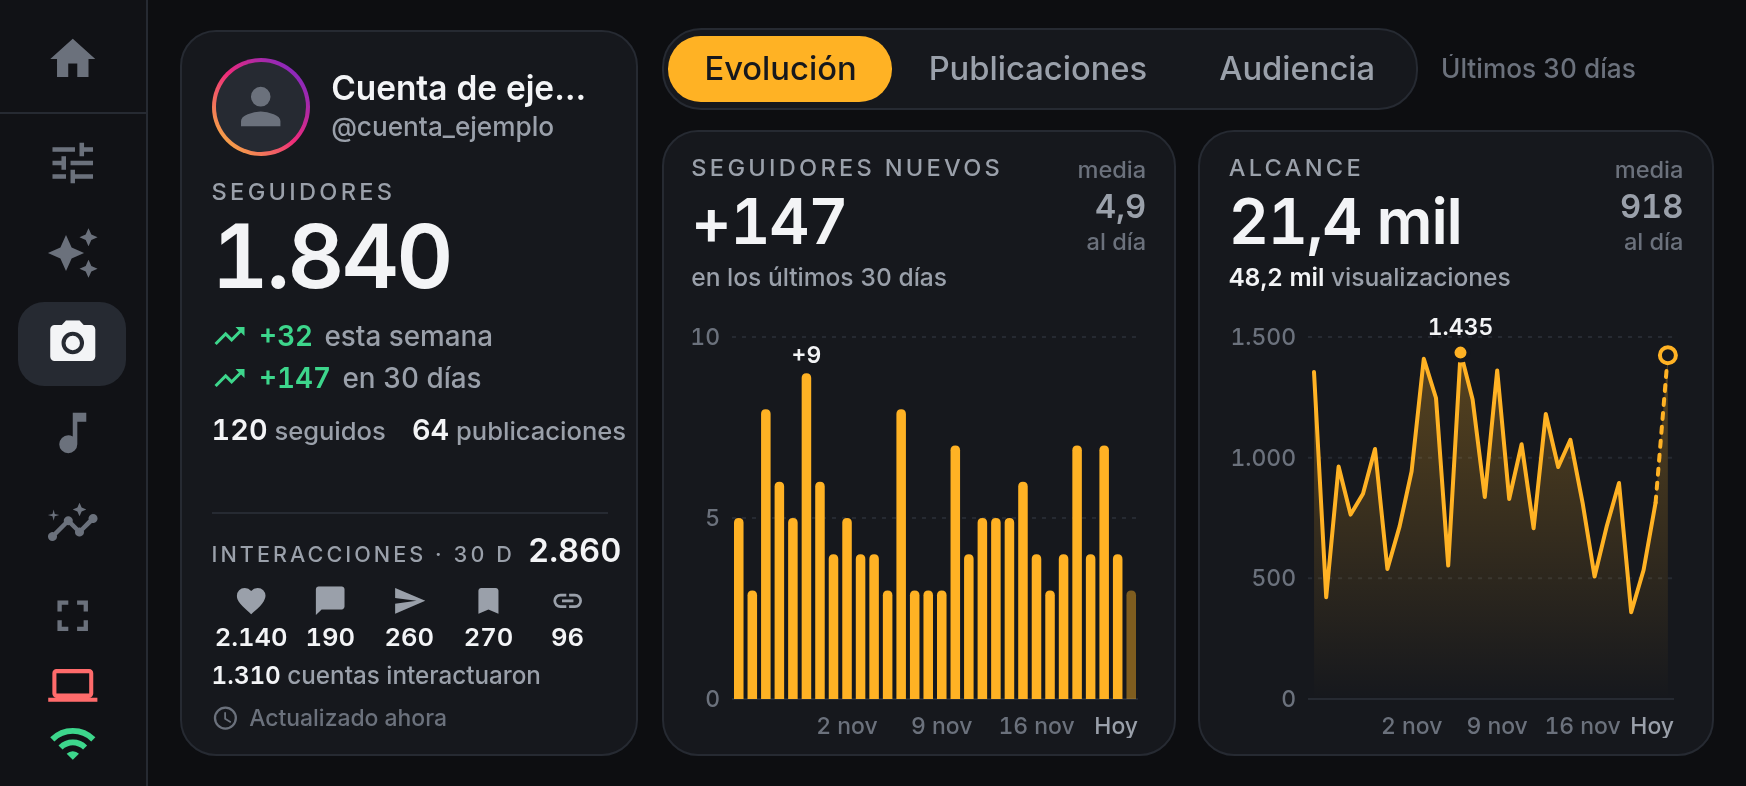 Cuenta de eje...
@cuenta_ejemplo
SEGUIDORES
1.840
+32 esta semana
+147 en 30 días
120 seguidos 64 publicaciones
INTERACCIONES · 30 D 2.860
2.140 190 260 270 96
1.310 cuentas interactuaron
Actualizado ahora
Evolución Publicaciones Audiencia Últimos 30 días
SEGUIDORES NUEVOS
+147
en los últimos 30 días
media
4,9
al día
10
+9
5
0
2 nov 9 nov 16 nov Hoy
ALCANCE
21,4 mil
48,2 mil visualizaciones
media
918
al día
1.435
1.500
1.000
500
0
2 nov 9 nov 16 nov Hoy